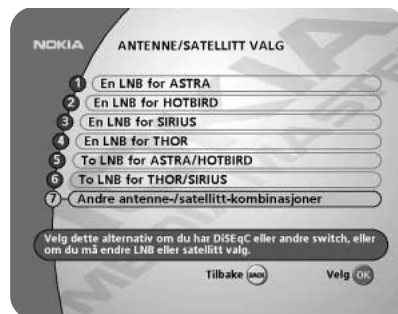 NOKIA
ANTENNE/SATELLITT VALG
1 En LNB for ASTRA
2 En LNB for HOTBIRD
3 En LNB for SIRIUS
4 En LNB for THOR
5 To LNB for ASTRA/HOTBIRD
6 To LNB for THOR/SIRIUS
7 Andre antenne-/satellitt-kombinasjoner
Velg dette alternativ om du har DiSEqC eller andre switch, eller
om du må endre LNB eller satellitt valg.
Tilbake BACK Velg OK
NOKIA
MEDIAMASTER